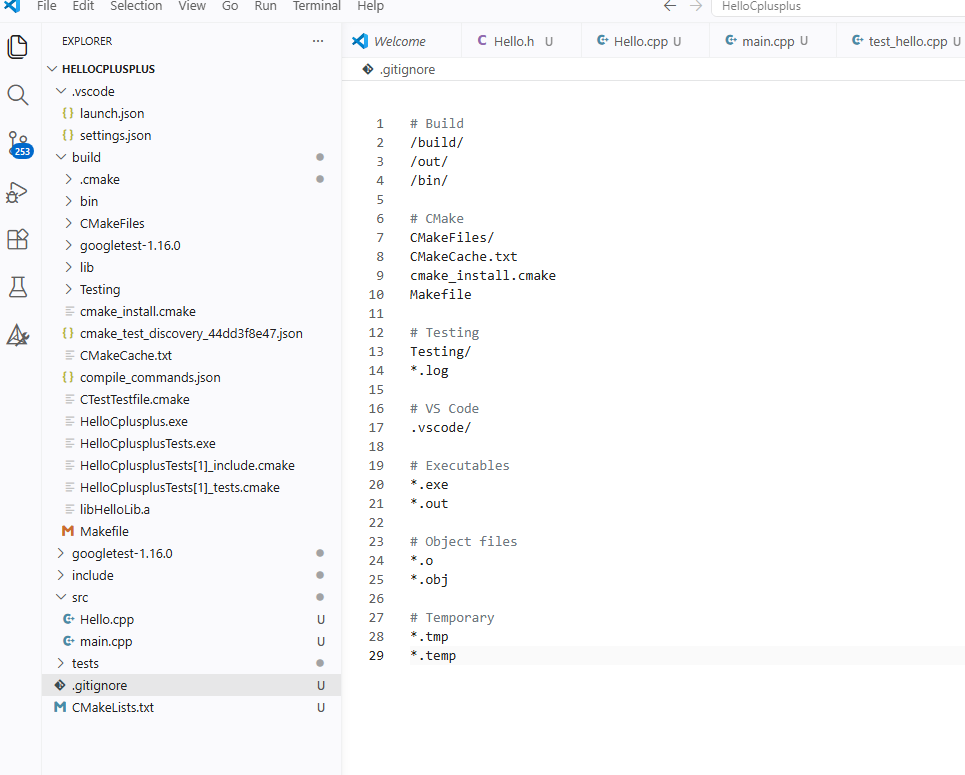 File Edit Selection View Go Run Terminal Help HelloCplusplus
EXPLORER
Welcome
Hello.h U
Hello.cpp U
main.cpp U
test_hello.cpp U
HELLOCPLUSPLUS
.gitignore
.vscode
launch.json
settings.json
253
build
.cmake
bin
CMakeFiles
googletest-1.16.0
lib
Testing
cmake_install.cmake
cmake_test_discovery_44dd3f8e47.json
CMakeCache.txt
compile_commands.json
CTestTestfile.cmake
HelloCplusplus.exe
HelloCplusplusTests.exe
HelloCplusplusTests[1]_include.cmake
HelloCplusplusTests[1]_tests.cmake
libHelloLib.a
Makefile
googletest-1.16.0
include
src
Hello.cpp U
main.cpp U
tests
.gitignore U
CMakeLists.txt U
1 # Build
2 /build/
3 /out/
4 /bin/
5
6 # CMake
7 CMakeFiles/
8 CMakeCache.txt
9 cmake_install.cmake
10 Makefile
11
12 # Testing
13 Testing/
14 *.log
15
16 # VS Code
17 .vscode/
18
19 # Executables
20 *.exe
21 *.out
22
23 # Object files
24 *.o
25 *.obj
26
27 # Temporary
28 *.tmp
29 *.temp